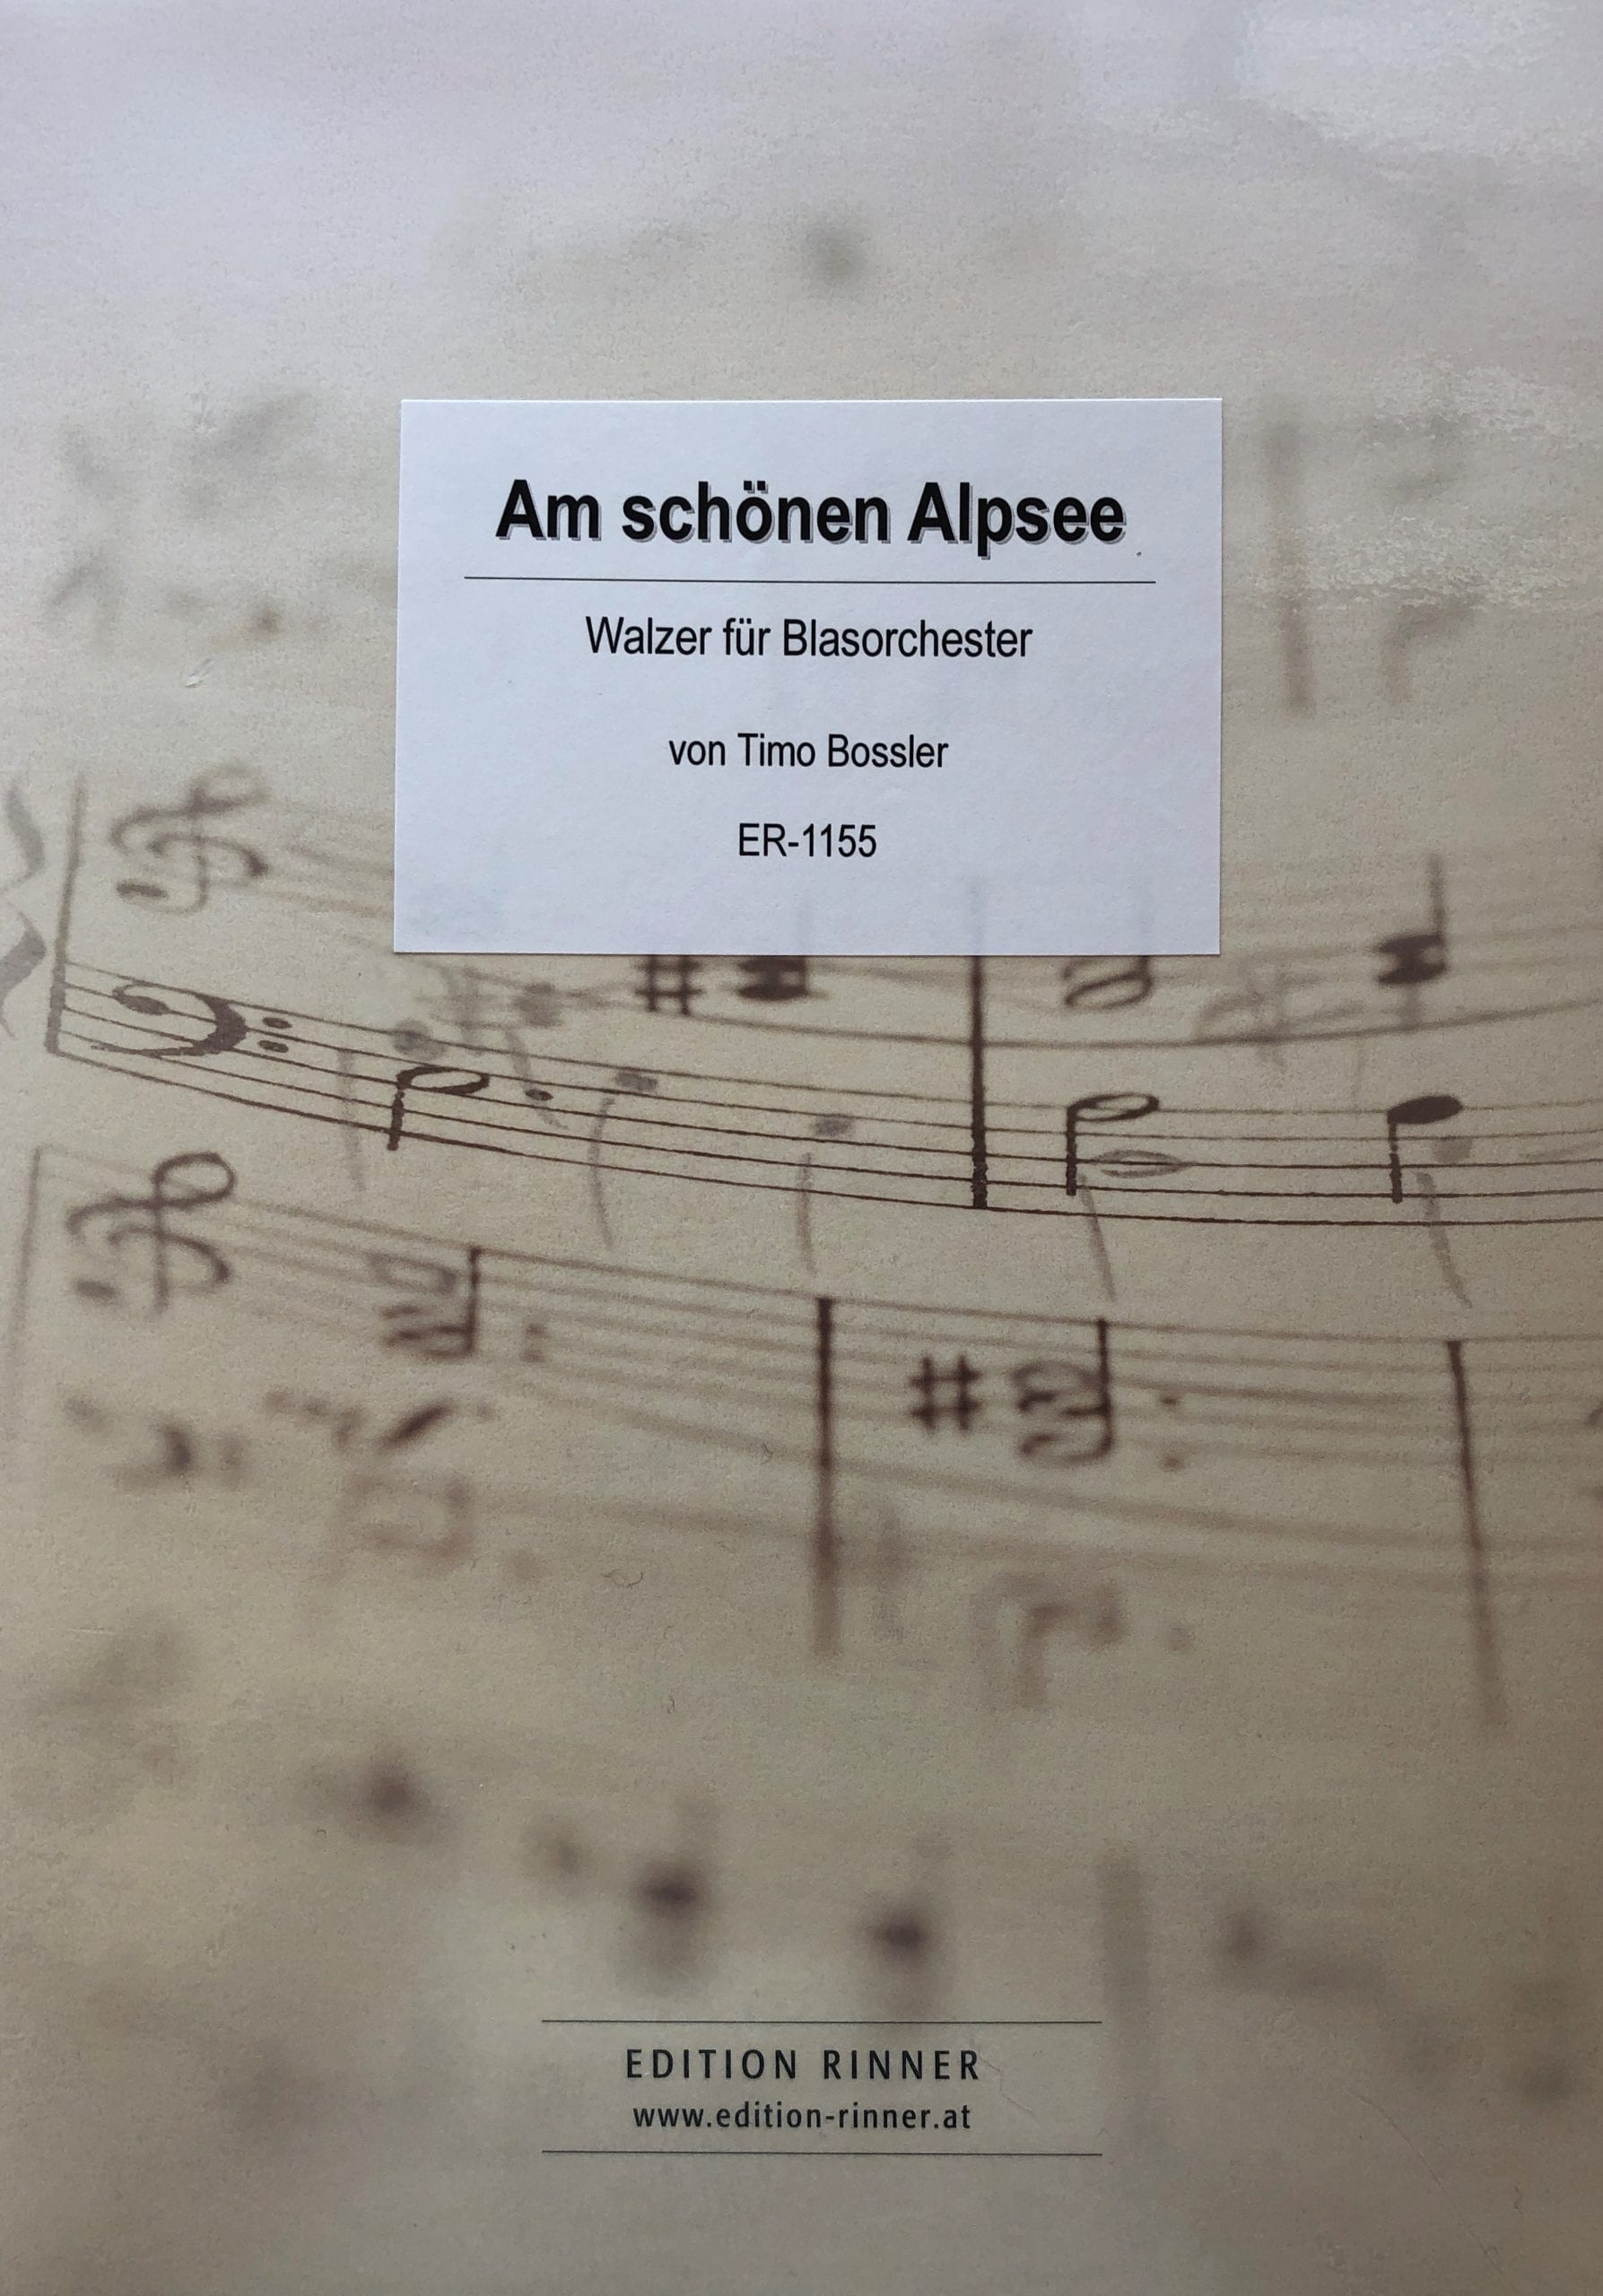 Am schönen Alpsee
Walzer für Blasorchester
von Timo Bossler
ER-1155
EDITION RINNER
www.edition-rinner.at